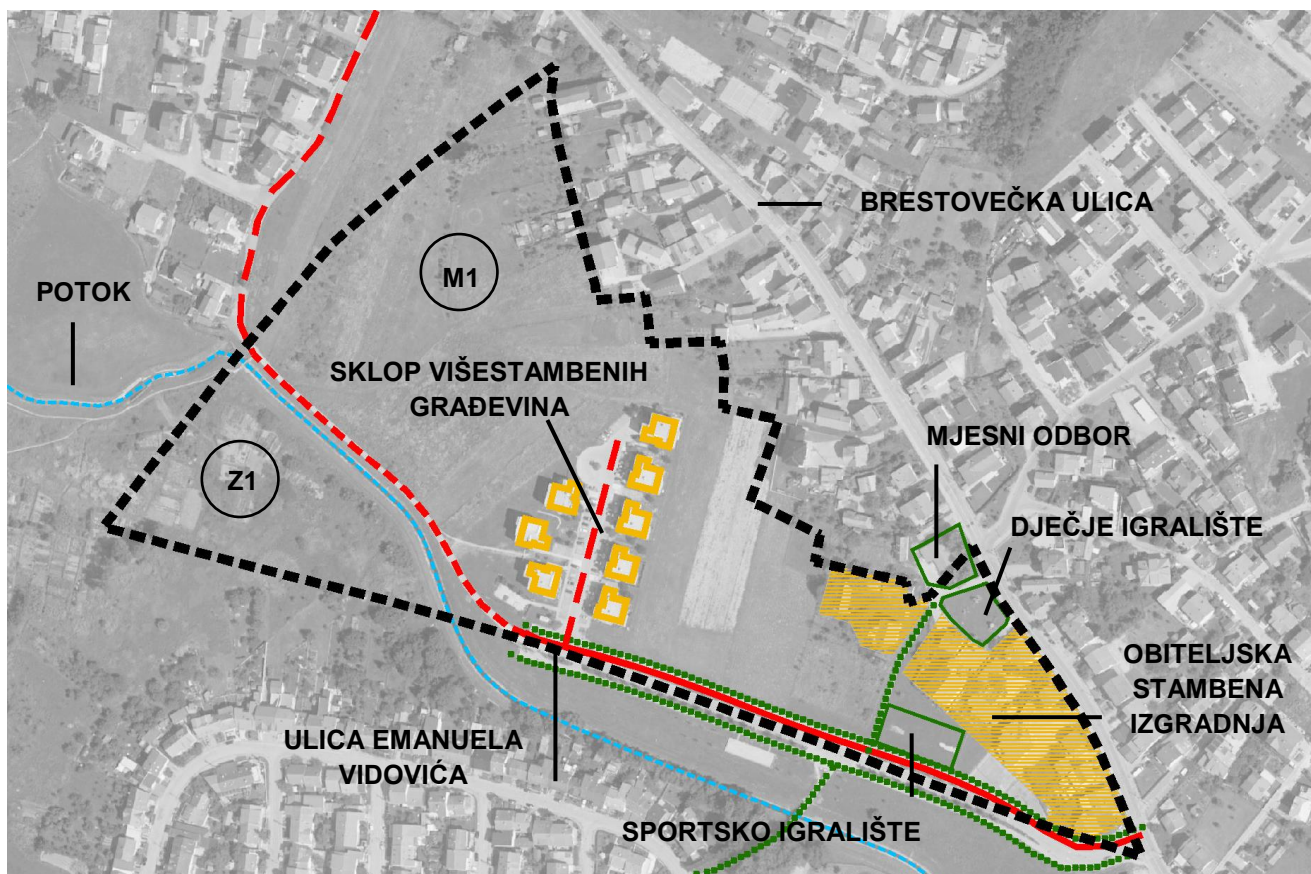 BRESTOVEČKA ULICA
M1
POTOK
SKLOP VIŠESTAMBENIH
GRAĐEVINA
MJESNI ODBOR
Z1
DJEČJE IGRALIŠTE
OBITELJSKA
STAMBENA
IZGRADNJA
ULICA EMANUELA
VIDOVIĆA
SPORTSKO IGRALIŠTE